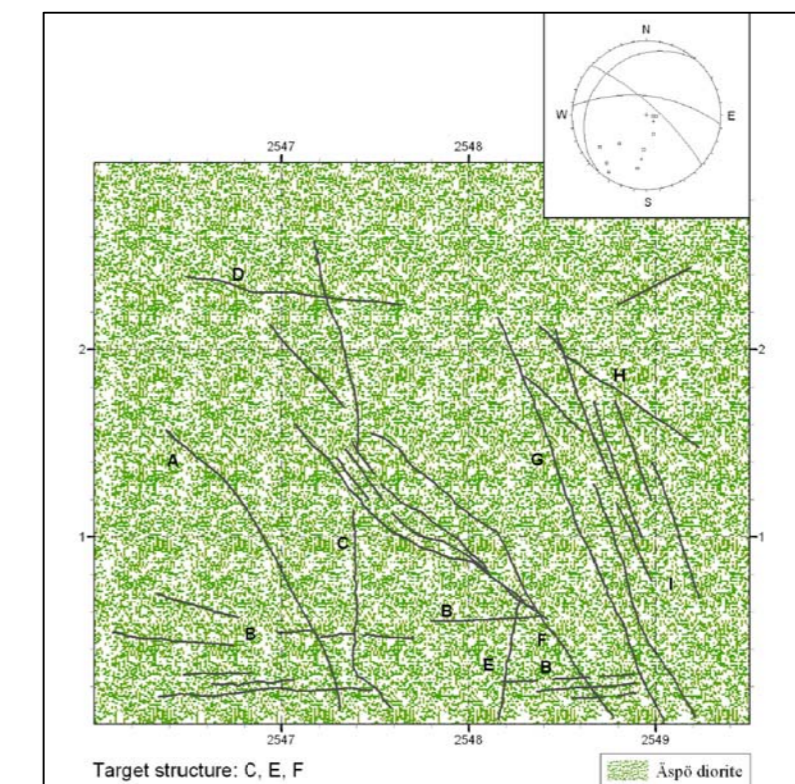 N
W E
S
2547 2548
D
2 2
H
A G
C 1 1
I
B B
B F
E B
2547 2548 2549
Target structure: C, E, F
Äspö diorite